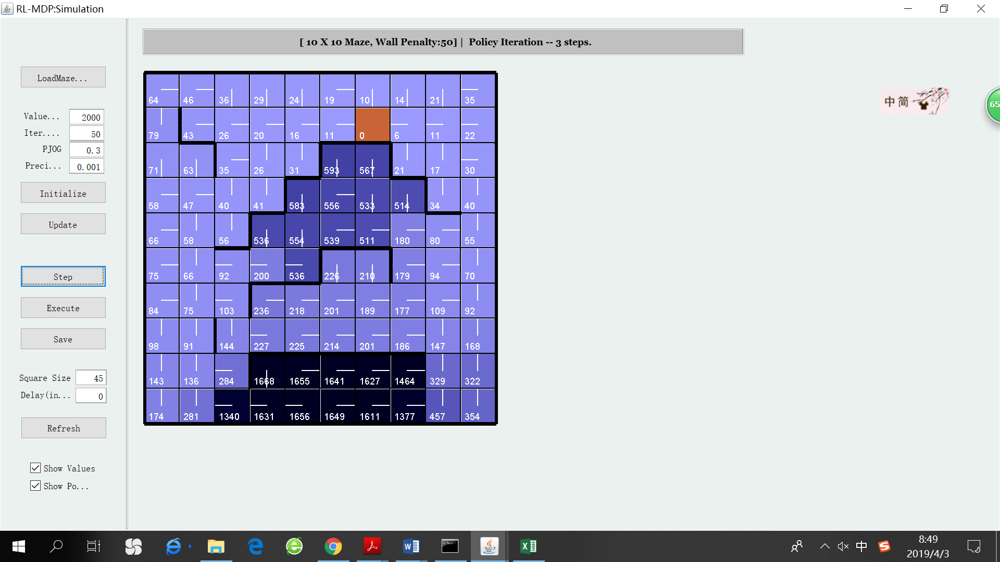 RL-MDP:Simulation
[ 10 X 10 Maze, Wall Penalty:50] | Policy Iteration -- 3 steps.
LoadMaze...
Value... 2000
Iter.... 50
PJOG 0.3
Preci... 0.001
Initialize
Update
Step
Execute
Save
Square Size 45
Delay(in... 0
Refresh
Show Values
Show Po...
64 46 36 29 24 19 10 14 21 35
79 43 26 20 16 11 0 6 11 22
71 63 35 26 31 593 567 21 17 30
58 47 40 41 583 556 533 514 34 40
66 58 56 536 554 539 511 180 80 55
75 66 92 200 536 226 210 179 94 70
84 75 103 236 218 201 189 177 109 92
98 91 144 227 225 214 201 186 147 168
143 136 284 1668 1655 1641 1627 1464 329 322
174 281 1340 1631 1656 1649 1611 1377 457 354
中 简
65
中
8:49
2019/4/3